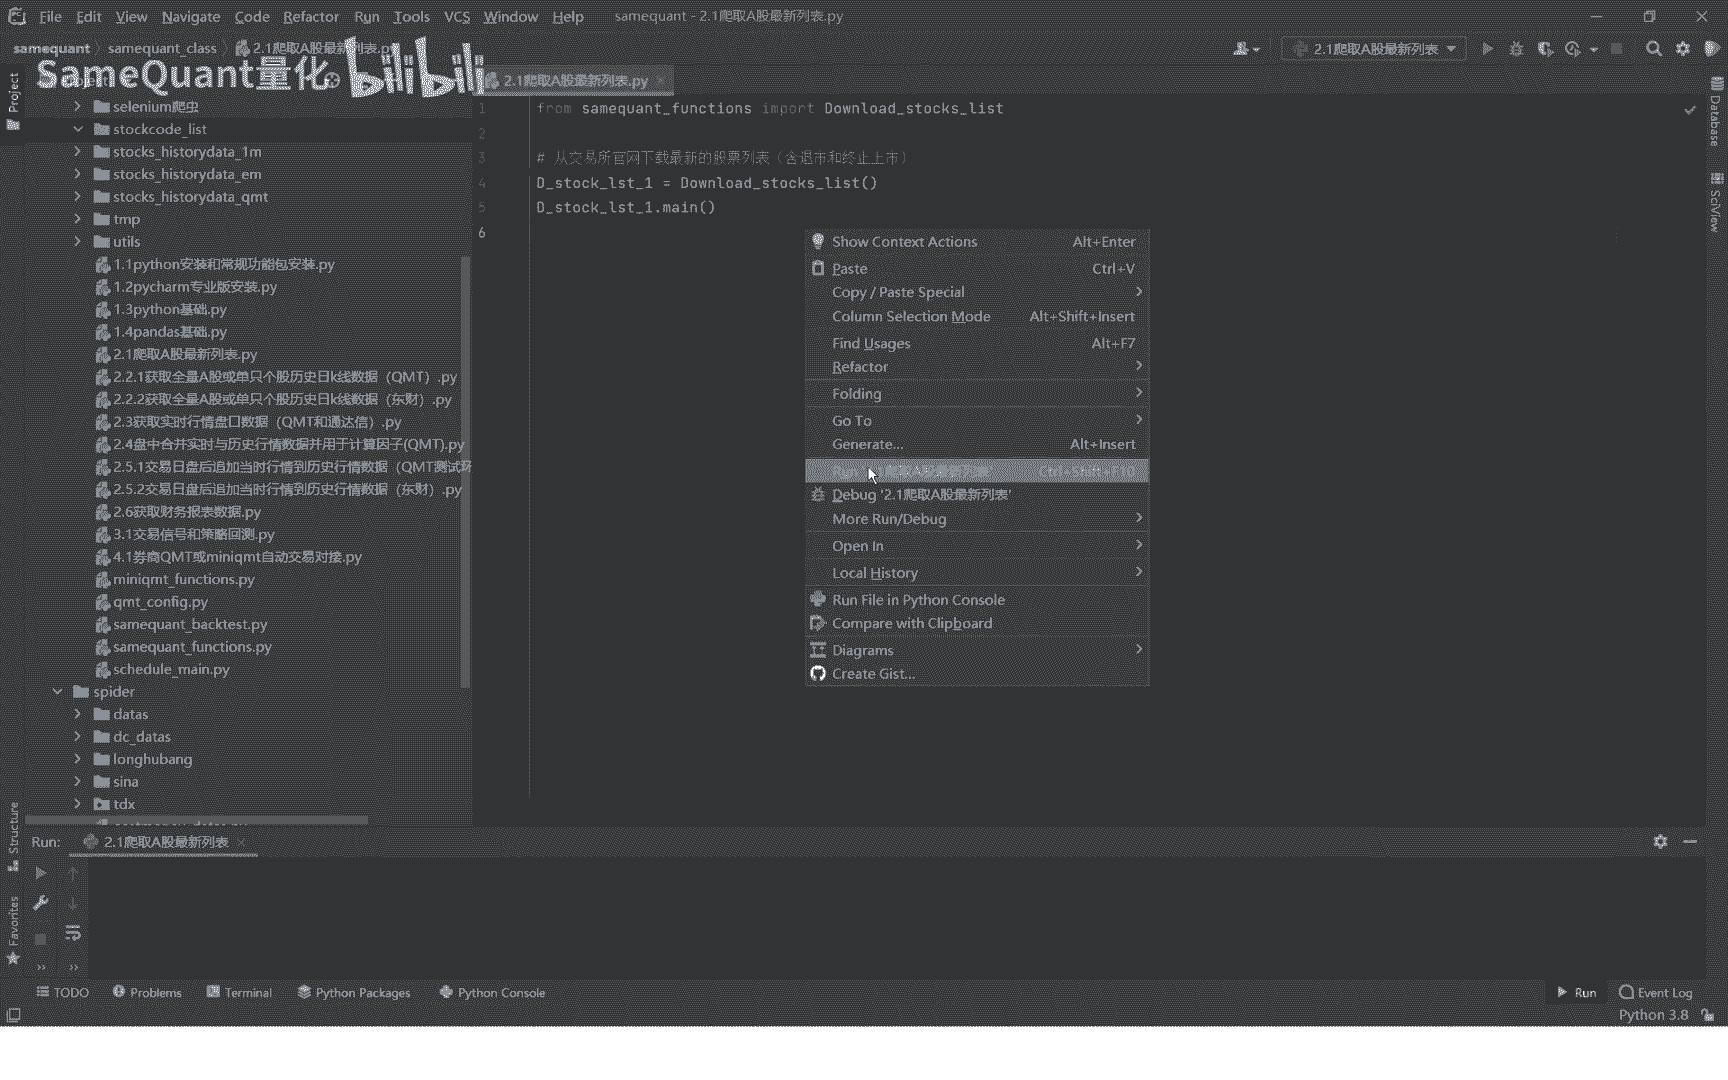 File Edit View Navigate Code Refactor Run Tools VCS Window Help samequant - 2.1爬取A股最新列表.py
samequant samequant_class 2.1爬取A股最新列表.py
2.1爬取A股最新列表
SameQuant量化 bilibili
2.1爬取A股最新列表.py
Project
selenium爬虫
stockcode_list
stocks_historydata_1m
stocks_historydata_em
stocks_historydata_qmt
tmp
utils
1.1python安装和常规功能包安装.py
1.2pycharm专业版安装.py
1.3python基础.py
1.4pandas基础.py
2.1爬取A股最新列表.py
2.2.1获取全量A股或单只个股历史日k线数据（QMT）.py
2.2.2获取全量A股或单只个股历史日k线数据（东财）.py
2.3获取实时行情盘口数据（QMT和通达信）.py
2.4盘中合并实时与历史行情数据并用于计算因子(QMT).py
2.5.1交易日盘后追加当时行情到历史行情数据（QMT测试环
2.5.2交易日盘后追加当时行情到历史行情数据（东财）.py
2.6获取财务报表数据.py
3.1交易信号和策略回测.py
4.1券商QMT或miniqmt自动交易对接.py
miniqmt_functions.py
qmt_config.py
samequant_backtest.py
samequant_functions.py
schedule_main.py
spider
datas
dc_datas
longhubang
sina
tdx
1 from samequant_functions import Download_stocks_list
2
3 # 从交易所官网下载最新的股票列表（含退市和终止上市）
4 D_stock_lst_1 = Download_stocks_list()
5 D_stock_lst_1.main()
6
Show Context Actions Alt+Enter
Paste Ctrl+V
Copy / Paste Special
Column Selection Mode Alt+Shift+Insert
Find Usages Alt+F7
Refactor
Folding
Go To
Generate... Alt+Insert
Run 爬取A股最新列表' Ctrl+Shift+F10
Debug '2.1爬取A股最新列表'
More Run/Debug
Open In
Local History
Run File in Python Console
Compare with Clipboard
Diagrams
Create Gist...
Database
SciView
Structure
Favorites
Run: 2.1爬取A股最新列表
TODO Problems Terminal Python Packages Python Console Run Event Log
Python 3.8